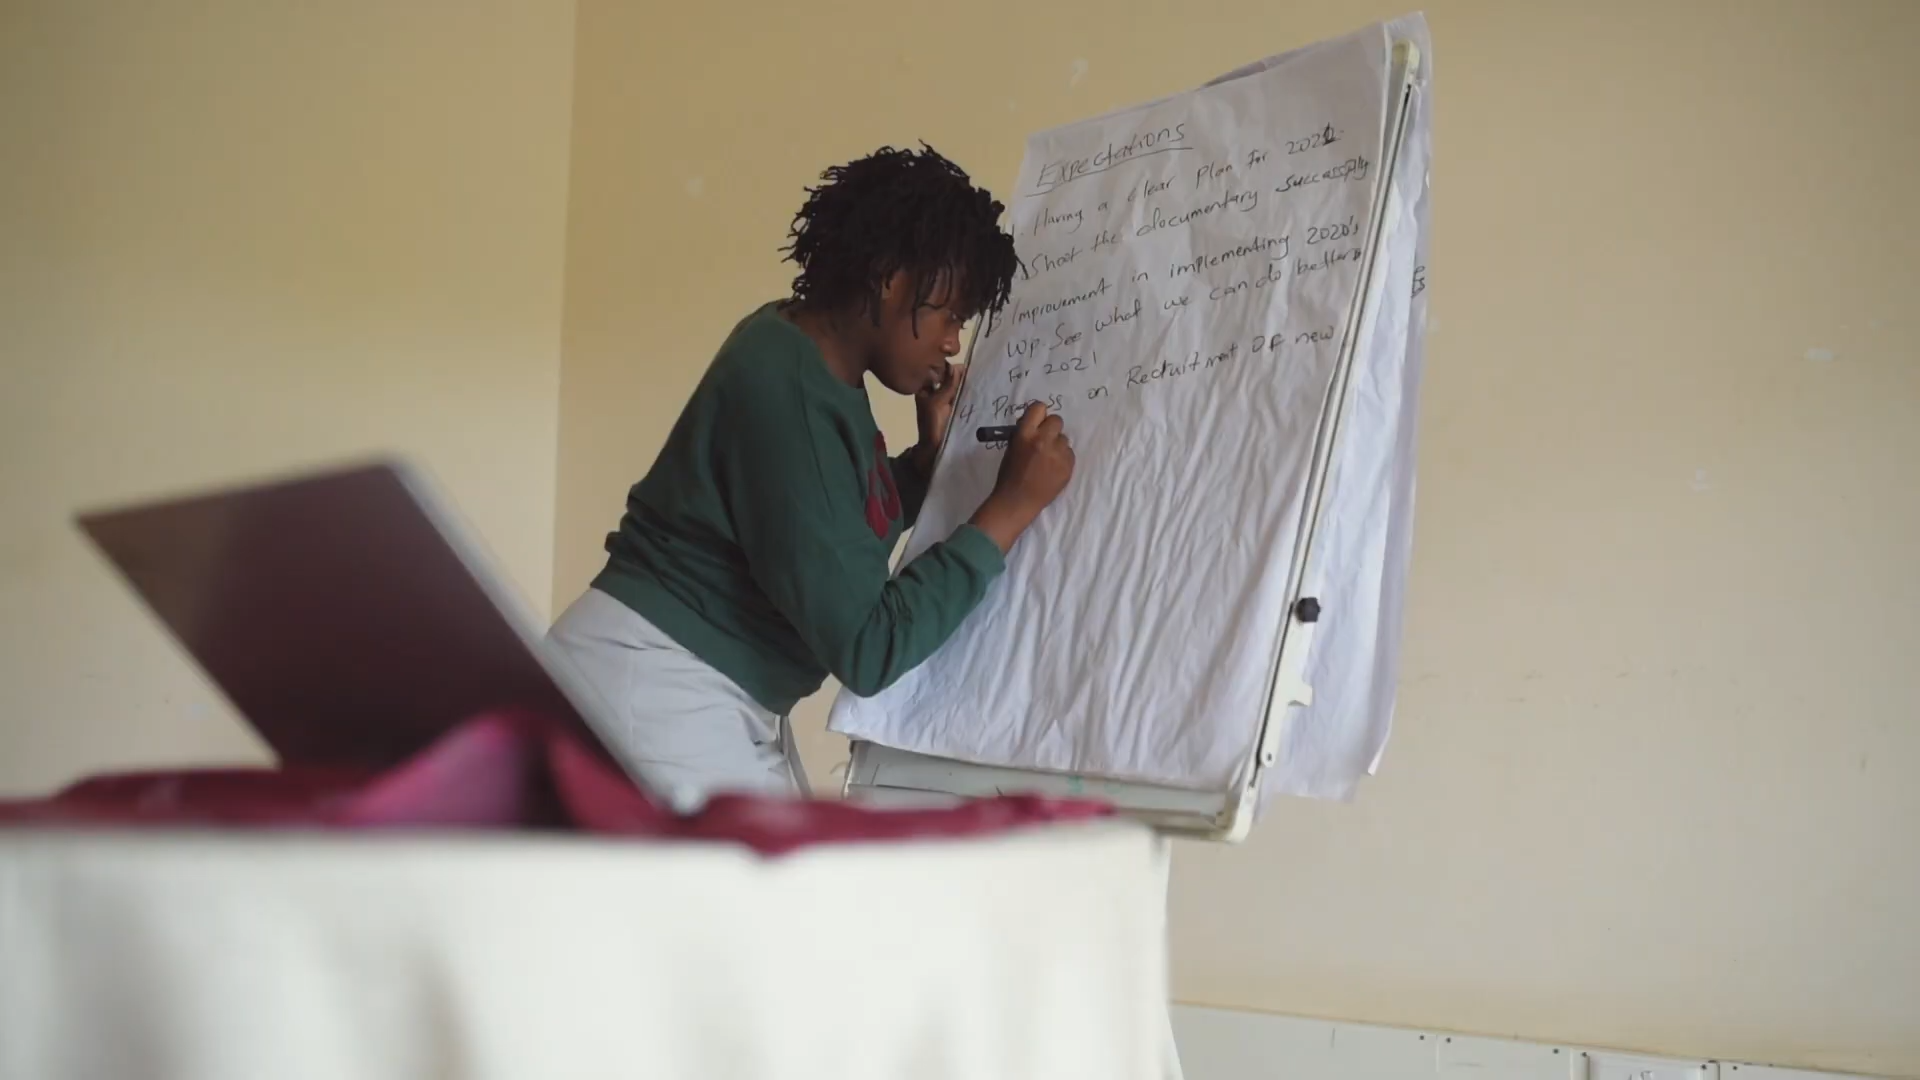 Expectations
1. Having a clear Plan for 2021.
Shoot the documentary successfully
3 Improvement in implementing 2020's
Wp. See what we can do better
For 2021
4 Progress on Recruitment Of new